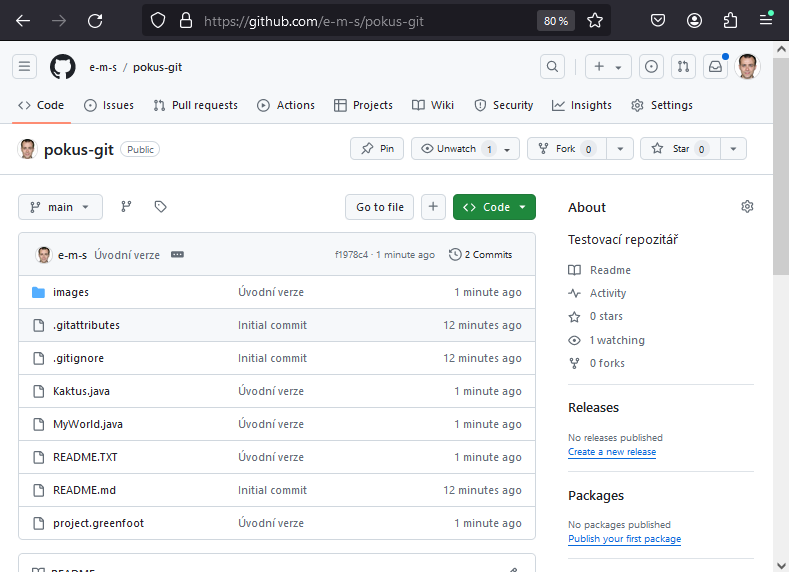 https://github.com/e-m-s/pokus-git 80 %
e-m-s / pokus-git
Code Issues Pull requests Actions Projects Wiki Security Insights Settings
pokus-git Public Pin Unwatch 1 Fork 0 Star 0
main Go to file Code
e-m-s Úvodní verze f1978c4 · 1 minute ago 2 Commits
images Úvodní verze 1 minute ago
.gitattributes Initial commit 12 minutes ago
.gitignore Initial commit 12 minutes ago
Kaktus.java Úvodní verze 1 minute ago
MyWorld.java Úvodní verze 1 minute ago
README.TXT Úvodní verze 1 minute ago
README.md Initial commit 12 minutes ago
project.greenfoot Úvodní verze 1 minute ago
README
About
Testovací repozitář
Readme
Activity
0 stars
1 watching
0 forks
Releases
No releases published
Create a new release
Packages
No packages published
Publish your first package